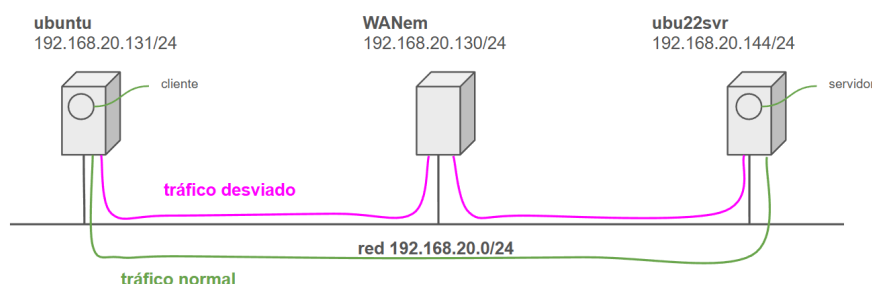 ubuntu
192.168.20.131/24
WANem
192.168.20.130/24
ubu22svr
192.168.20.144/24
cliente
servidor
tráfico desviado
red 192.168.20.0/24
tráfico normal